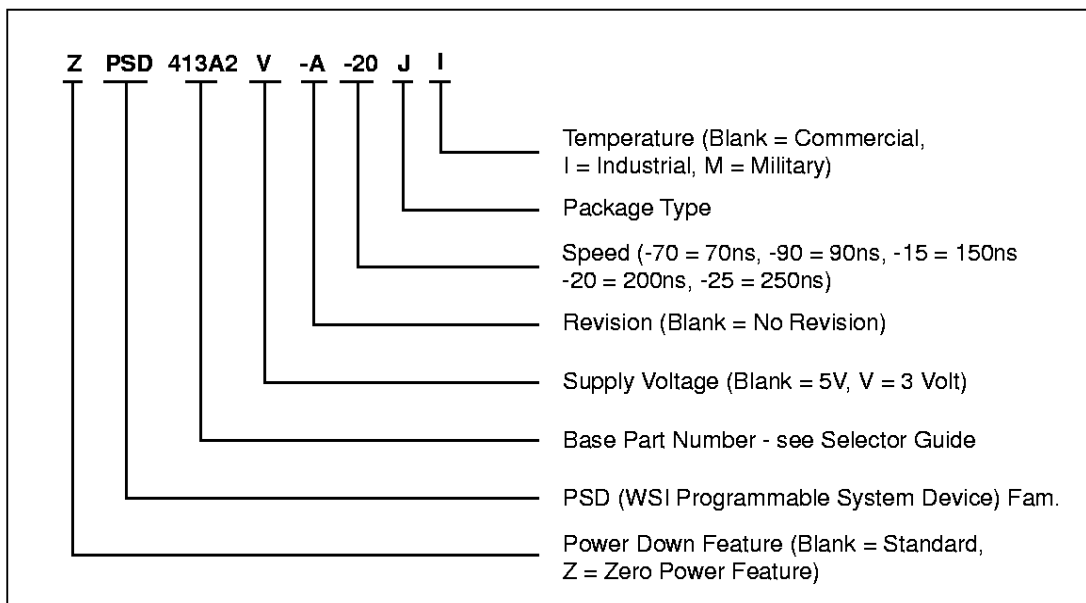 Z PSD 413A2 V -A -20 J I
Temperature (Blank = Commercial,
I = Industrial, M = Military)
Package Type
Speed (-70 = 70ns, -90 = 90ns, -15 = 150ns
-20 = 200ns, -25 = 250ns)
Revision (Blank = No Revision)
Supply Voltage (Blank = 5V, V = 3 Volt)
Base Part Number - see Selector Guide
PSD (WSI Programmable System Device) Fam.
Power Down Feature (Blank = Standard,
Z = Zero Power Feature)